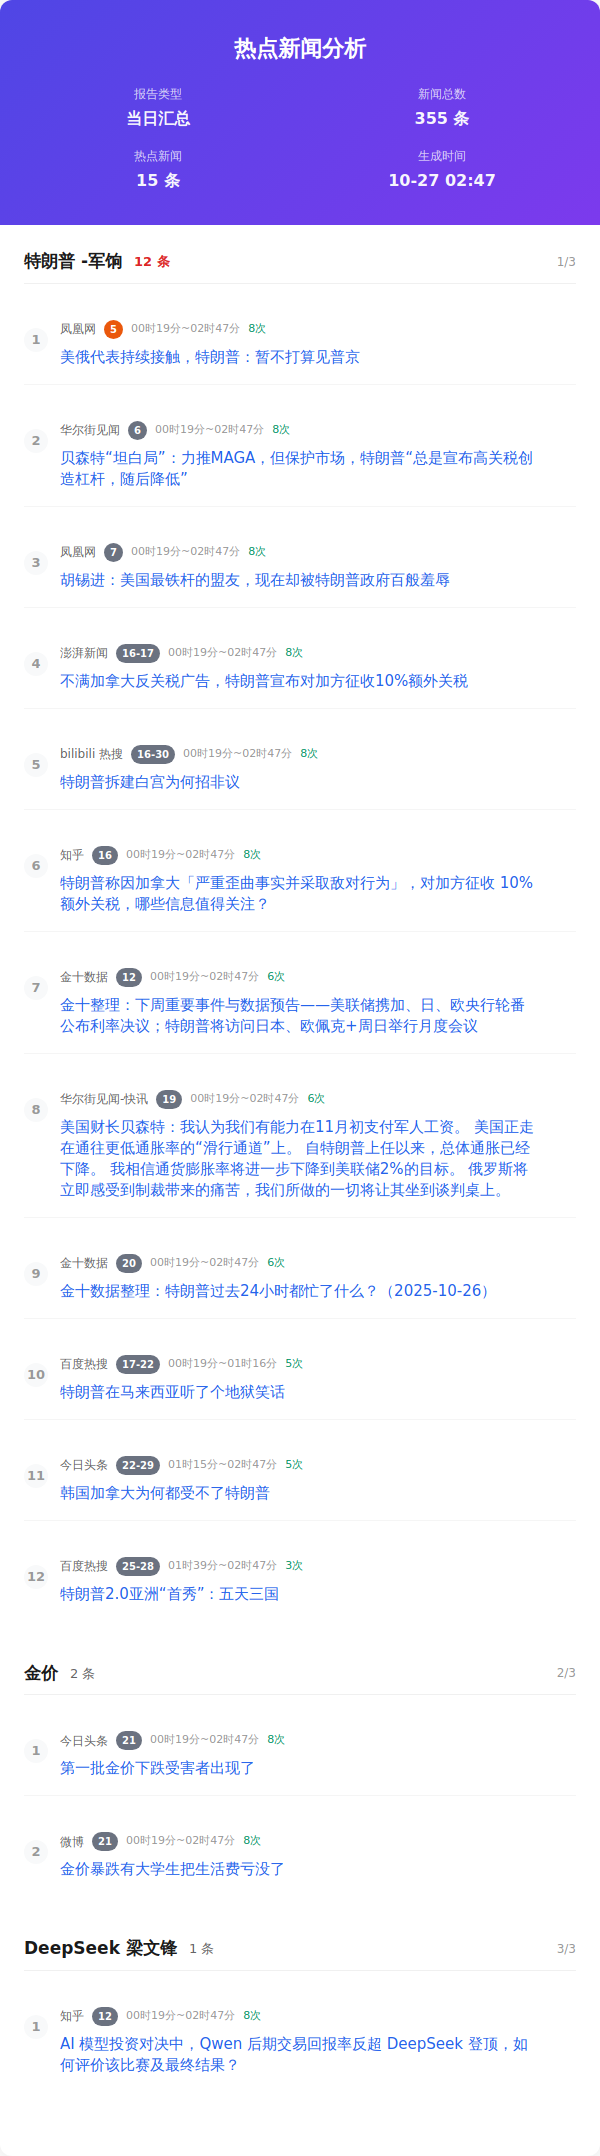 热点新闻分析
报告类型
新闻总数
当日汇总
355 条
热点新闻
生成时间
15 条
10-27 02:47
特朗普 -军饷 12 条 1/3
1 凤凰网 5 00时19分~02时47分 8次
美俄代表持续接触，特朗普：暂不打算见普京
2 华尔街见闻 6 00时19分~02时47分 8次
贝森特“坦白局”：力推MAGA，但保护市场，特朗普“总是宣布高关税创
造杠杆，随后降低”
3 凤凰网 7 00时19分~02时47分 8次
胡锡进：美国最铁杆的盟友，现在却被特朗普政府百般羞辱
4 澎湃新闻 16-17 00时19分~02时47分 8次
不满加拿大反关税广告，特朗普宣布对加方征收10%额外关税
5 bilibili 热搜 16-30 00时19分~02时47分 8次
特朗普拆建白宫为何招非议
6 知乎 16 00时19分~02时47分 8次
特朗普称因加拿大「严重歪曲事实并采取敌对行为」，对加方征收 10%
额外关税，哪些信息值得关注？
7 金十数据 12 00时19分~02时47分 6次
金十整理：下周重要事件与数据预告——美联储携加、日、欧央行轮番
公布利率决议；特朗普将访问日本、欧佩克+周日举行月度会议
8 华尔街见闻-快讯 19 00时19分~02时47分 6次
美国财长贝森特：我认为我们有能力在11月初支付军人工资。 美国正走
在通往更低通胀率的“滑行通道”上。 自特朗普上任以来，总体通胀已经
下降。 我相信通货膨胀率将进一步下降到美联储2%的目标。 俄罗斯将
立即感受到制裁带来的痛苦，我们所做的一切将让其坐到谈判桌上。
9 金十数据 20 00时19分~02时47分 6次
金十数据整理：特朗普过去24小时都忙了什么？（2025-10-26）
10 百度热搜 17-22 00时19分~01时16分 5次
特朗普在马来西亚听了个地狱笑话
11 今日头条 22-29 01时15分~02时47分 5次
韩国加拿大为何都受不了特朗普
12 百度热搜 25-28 01时39分~02时47分 3次
特朗普2.0亚洲“首秀”：五天三国
金价 2 条 2/3
1 今日头条 21 00时19分~02时47分 8次
第一批金价下跌受害者出现了
2 微博 21 00时19分~02时47分 8次
金价暴跌有大学生把生活费亏没了
DeepSeek 梁文锋 1 条 3/3
1 知乎 12 00时19分~02时47分 8次
AI 模型投资对决中，Qwen 后期交易回报率反超 DeepSeek 登顶，如
何评价该比赛及最终结果？